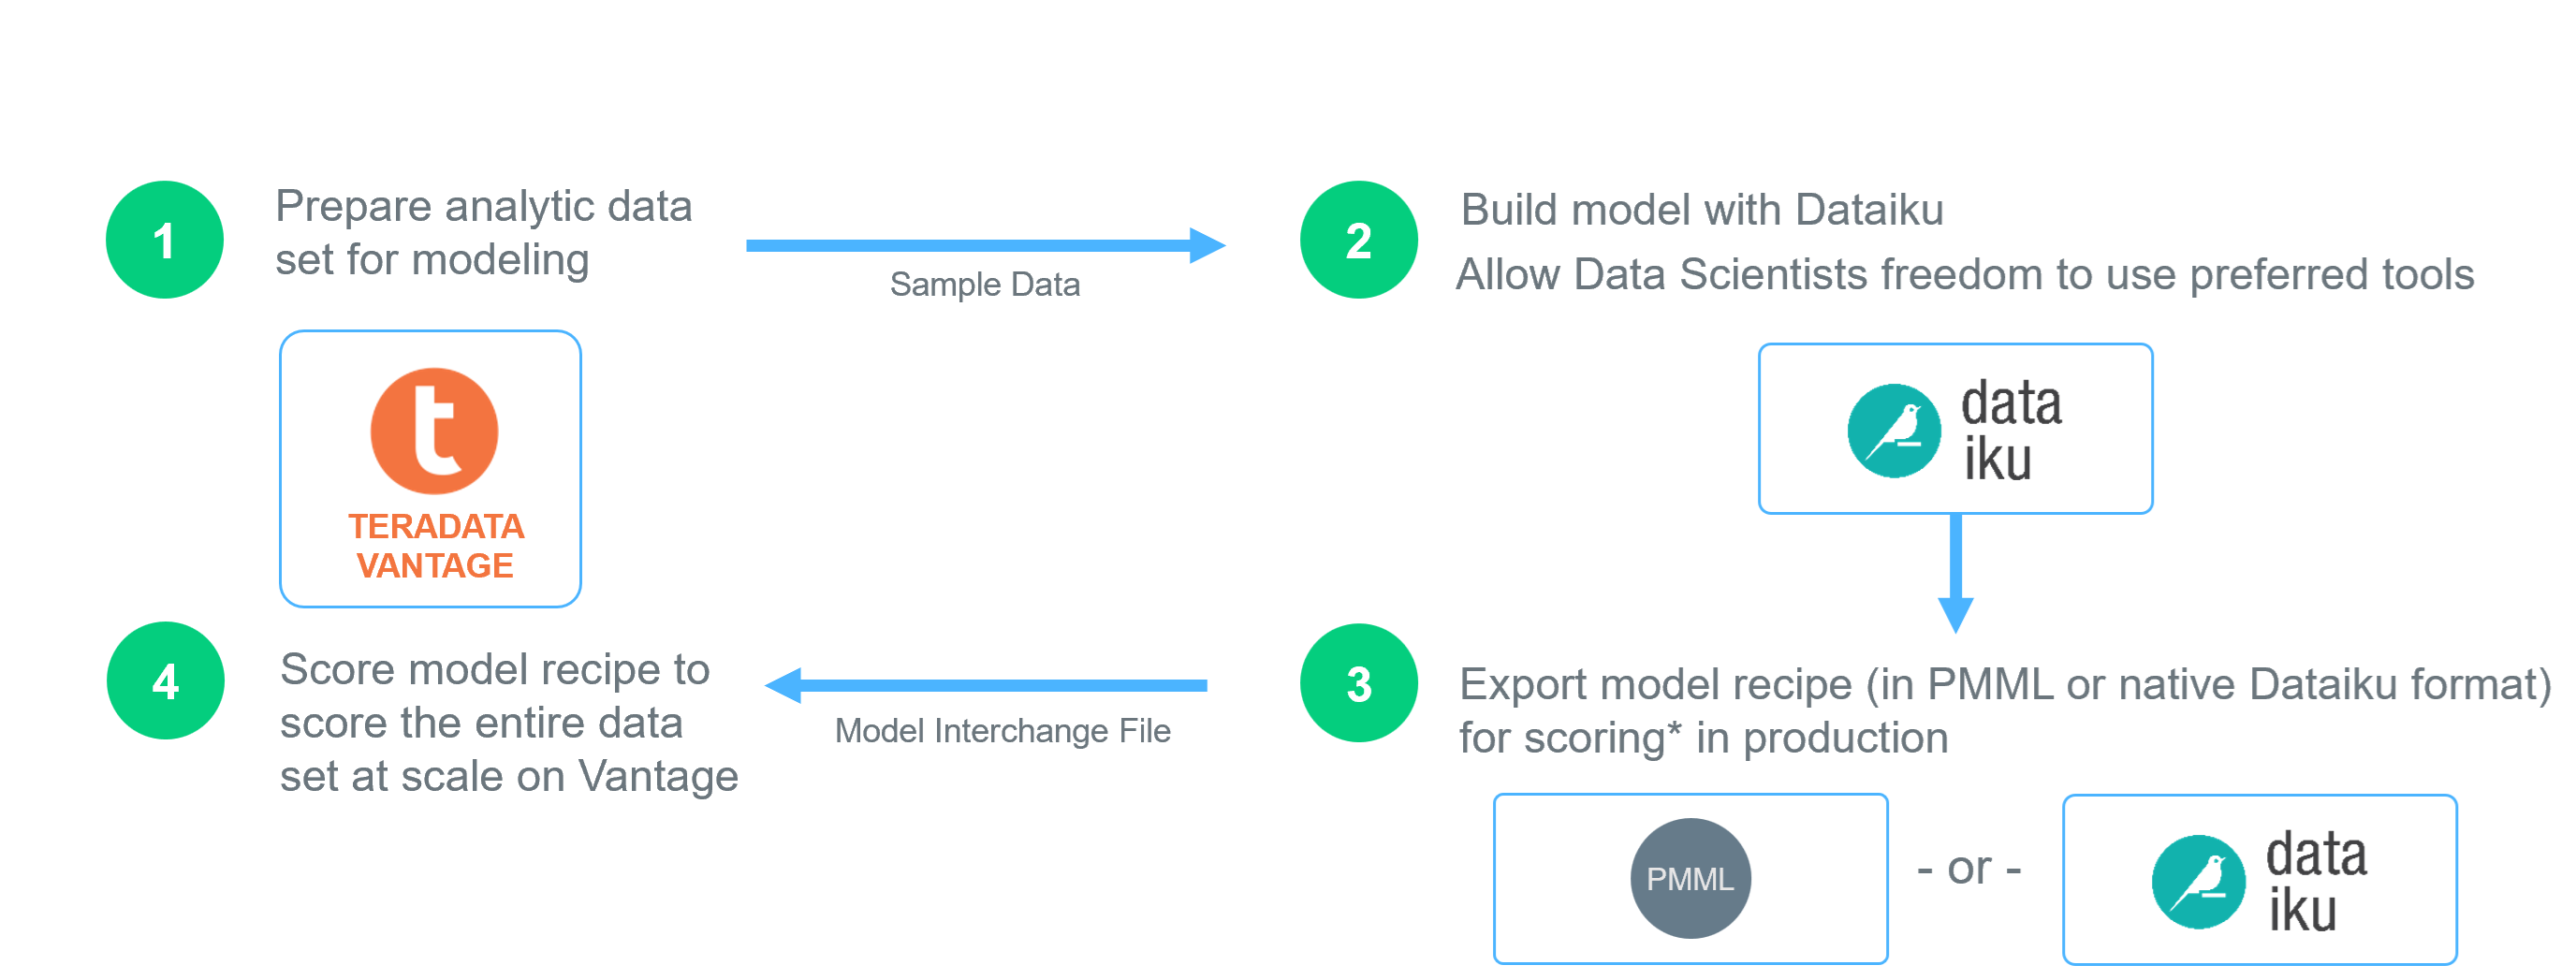 1
Prepare analytic data
set for modeling
Sample Data
2
Build model with Dataiku
Allow Data Scientists freedom to use preferred tools
t
TERADATA
VANTAGE
data
iku
4
Score model recipe to
score the entire data
set at scale on Vantage
Model Interchange File
3
Export model recipe (in PMML or native Dataiku format)
for scoring* in production
PMML
- or -
data
iku